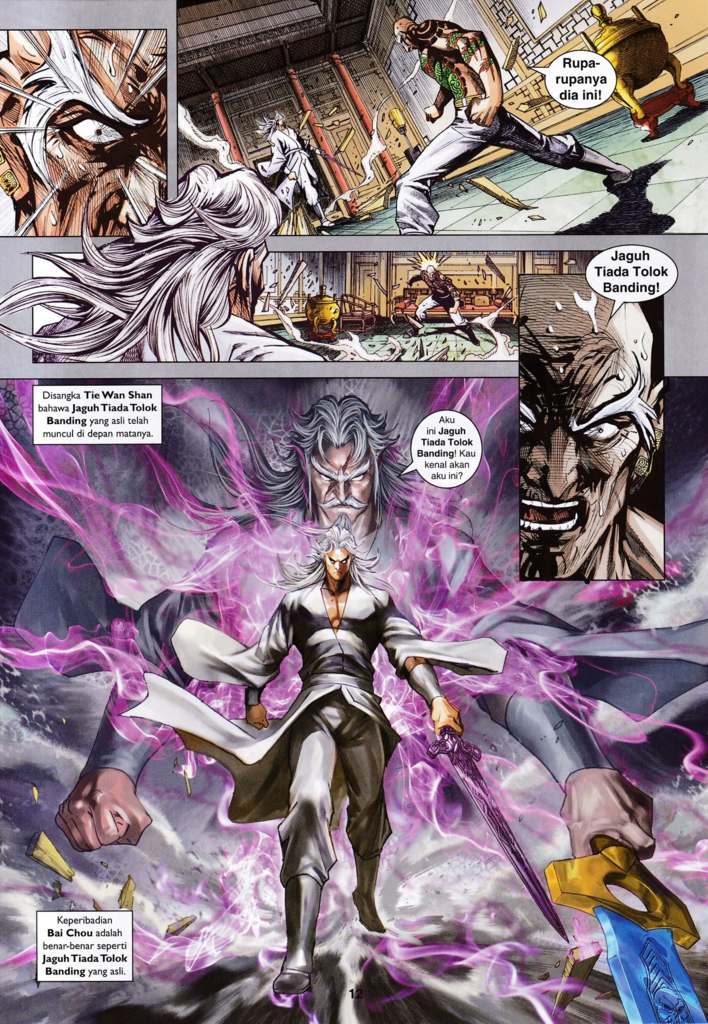 Rupa-
rupanya
dia ini!
Jaguh
Tiada Tolok
Banding!
Disangka Tie Wan Shan
bahawa Jaguh Tiada Tolok
Banding yang asli telah
muncul di depan matanya.
Aku
ini Jaguh
Tiada Tolok
Banding! Kau
kenal akan
aku ini?
Keperibadian
Bai Chou adalah
benar-benar seperti
Jaguh Tiada Tolok
Banding yang asli.
12